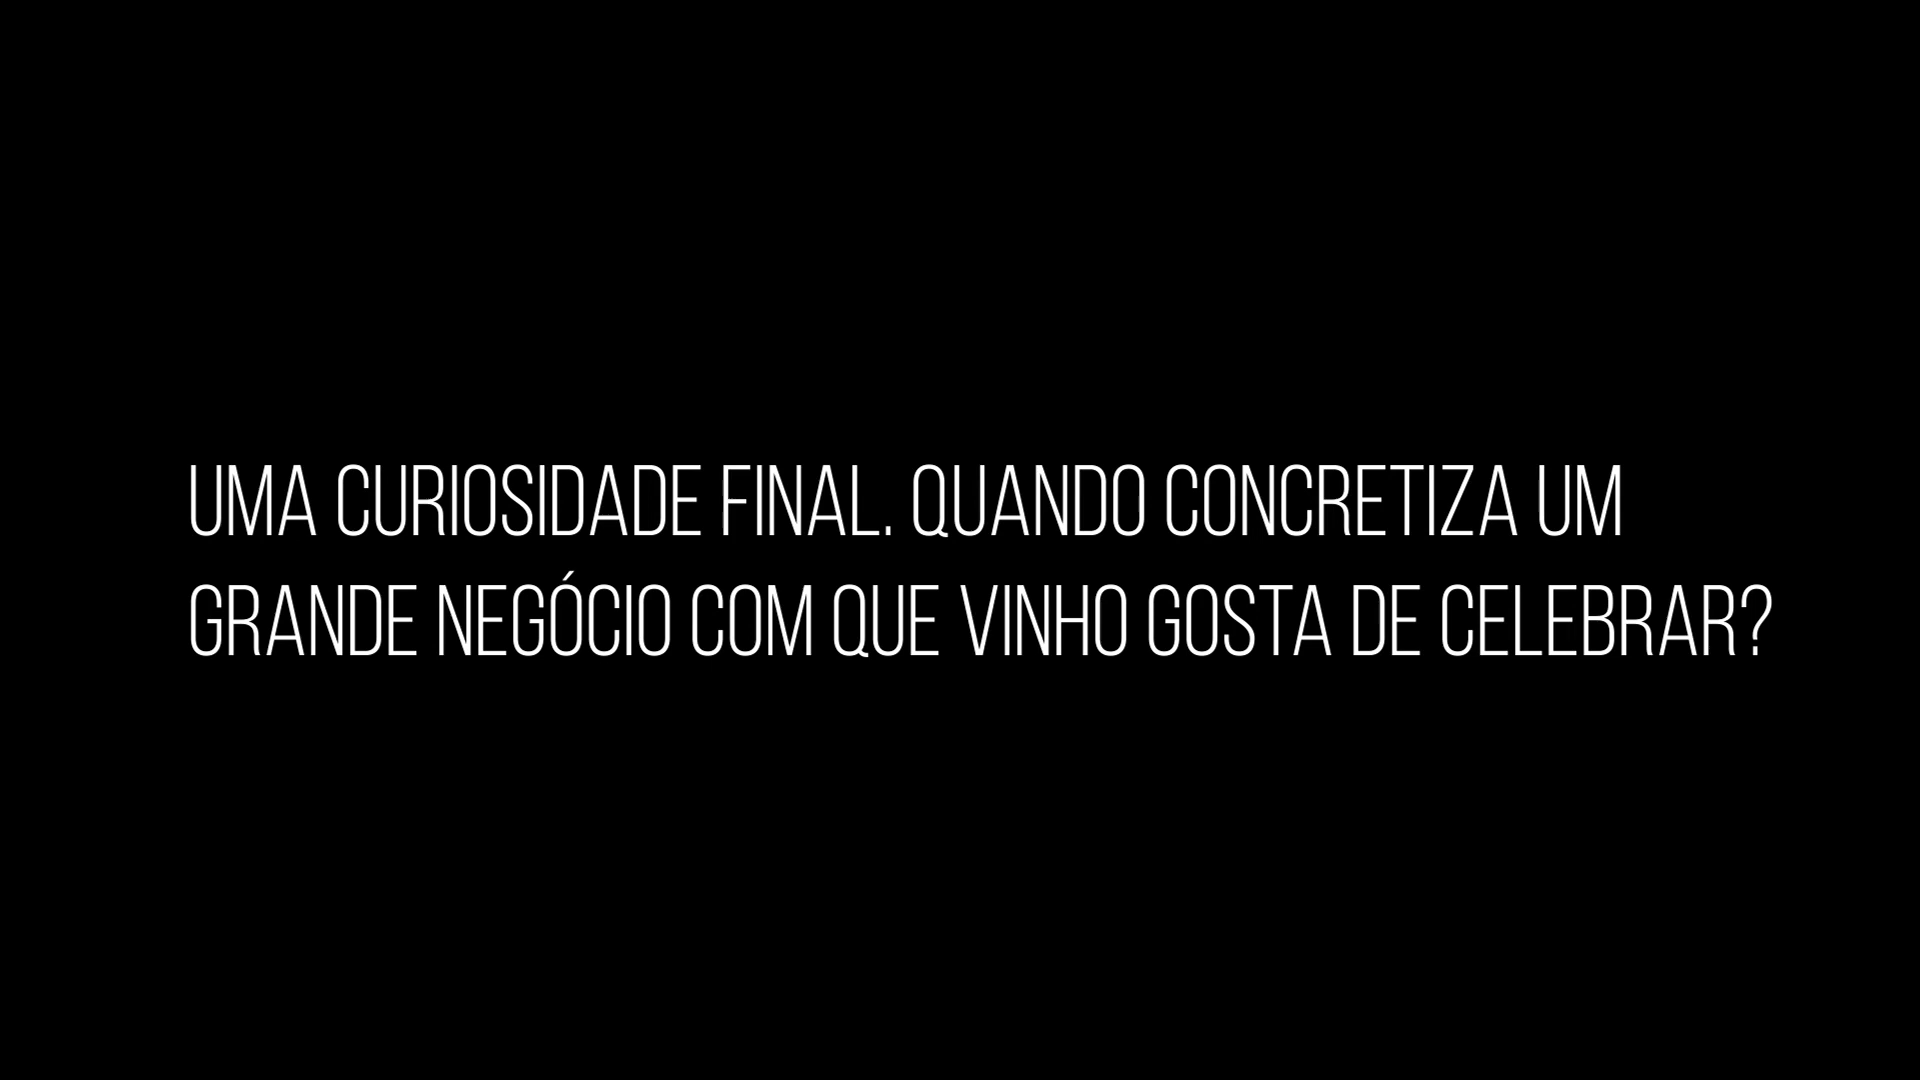 UMA CURIOSIDADE FINAL. QUANDO CONCRETIZA UM
GRANDE NEGÓCIO COM QUE VINHO GOSTA DE CELEBRAR?